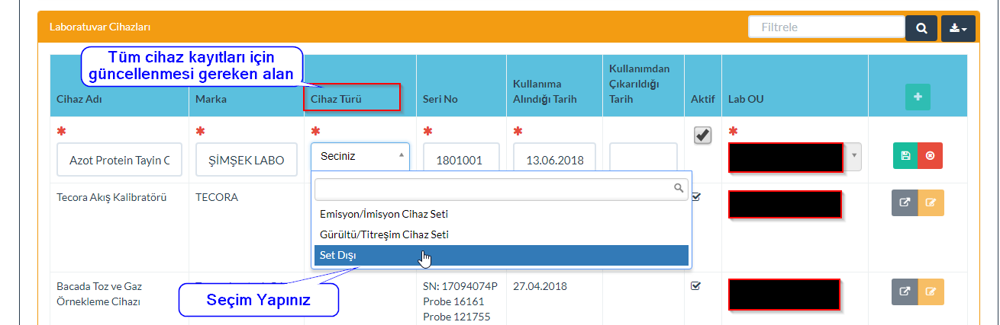 Laboratuvar Cihazları
Filtrele
Tüm cihaz kayıtları için
güncellenmesi gereken alan
Cihaz Adı
Marka
Cihaz Türü
Seri No
Kullanıma
Alındığı Tarih
Kullanımdan
Çıkarıldığı
Tarih
Aktif
Lab OU
Azot Protein Tayin C
ŞİMŞEK LABO
Seciniz
1801001
13.06.2018
Tecora Akış Kalibratörü
TECORA
Emisyon/İmisyon Cihaz Seti
Gürültü/Titreşim Cihaz Seti
Set Dışı
Bacada Toz ve Gaz
Örnekleme Cihazı
Seçim Yapınız
SN: 17094074P
Probe 16161
Probe 121755
27.04.2018